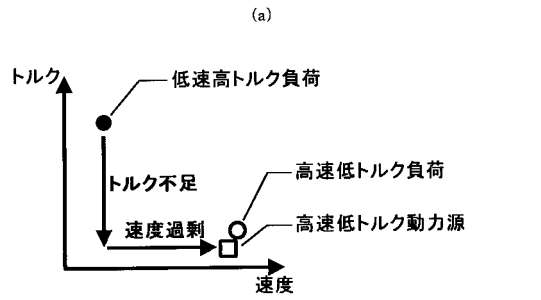 (a)
トルク
低速高トルク負荷
トルク不足
高速低トルク負荷
速度過剰
高速低トルク動力源
速度